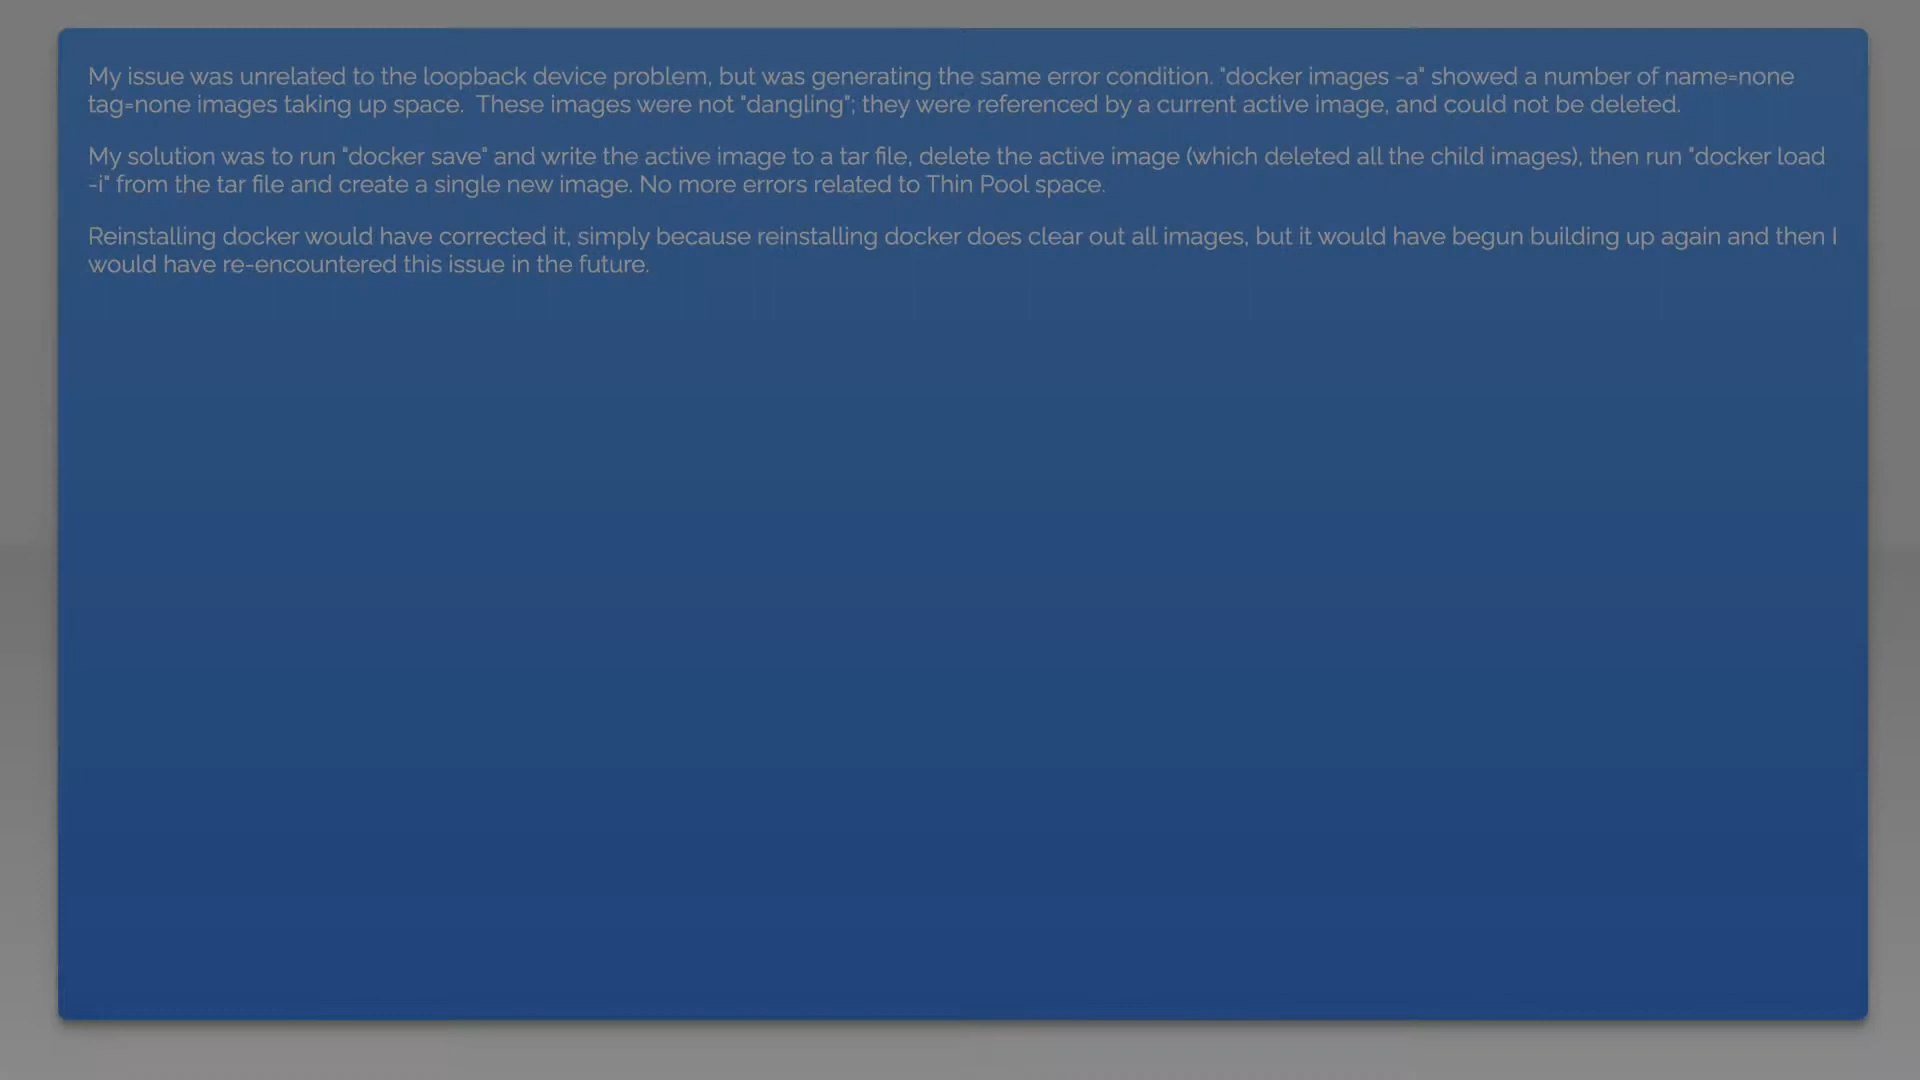 My issue was unrelated to the loopback device problem, but was generating the same error condition. "docker images -a" showed a number of name=none
tag=none images taking up space.  These images were not "dangling"; they were referenced by a current active image, and could not be deleted.
My solution was to run "docker save" and write the active image to a tar file, delete the active image (which deleted all the child images), then run "docker load
-i" from the tar file and create a single new image. No more errors related to Thin Pool space.
Reinstalling docker would have corrected it, simply because reinstalling docker does clear out all images, but it would have begun building up again and then I
would have re-encountered this issue in the future.